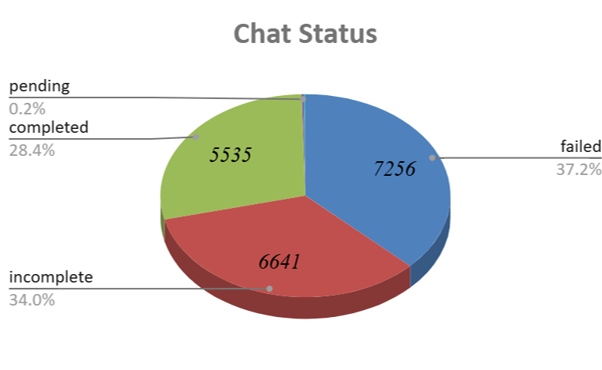 Chat Status
pending
0.2%
completed
28.4%
5535
7256
failed
37.2%
6641
incomplete
34.0%